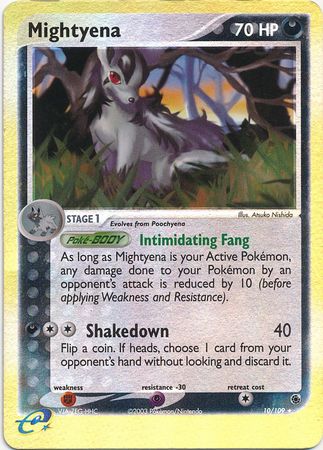 Mightyena
70 HP
Illus. Atsuko Nishida
STAGE 1
Evolves from Poochyena
Poké-BODY Intimidating Fang
As long as Mightyena is your Active Pokémon,
any damage done to your Pokémon by an
opponent's attack is reduced by 10 (before
applying Weakness and Resistance).
Shakedown 40
Flip a coin. If heads, choose 1 card from your
opponent's hand without looking and discard it.
weakness resistance -30 retreat cost
©2003 Pokémon/Nintendo
10/109